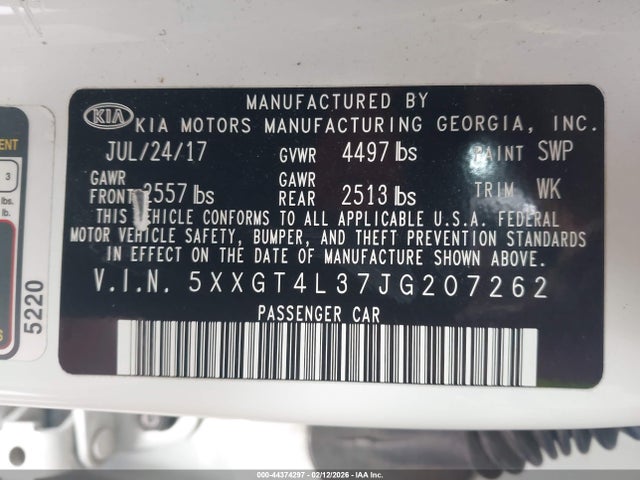 MANUFACTURED BY
KIA KIA MOTORS MANUFACTURING GEORGIA, INC.
JUL/24/17 GVWR 4497 lbs PAINT SWP
GAWR FRONT 2557 lbs GAWR REAR 2513 lbs TRIM WK
THIS VEHICLE CONFORMS TO ALL APPLICABLE U.S.A. FEDERAL
MOTOR VEHICLE SAFETY, BUMPER, AND THEFT PREVENTION STANDARDS
IN EFFECT ON THE DATE OF MANUFACTURE SHOWN ABOVE.
V.I.N. 5XXGT4L37JG207262
PASSENGER CAR
3
lbs.
lb.
5220
000-44374297 - 02/12/2026 - IAA Inc.